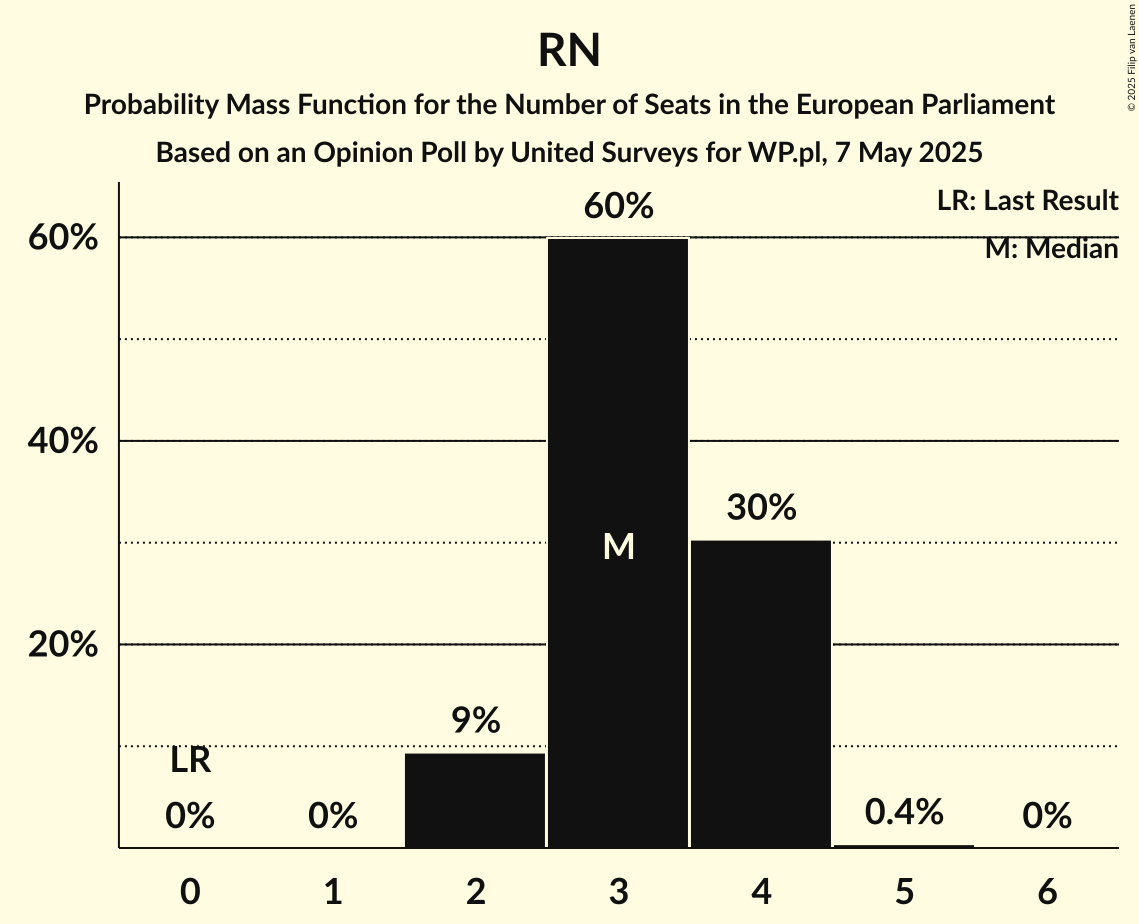 RN
Probability Mass Function for the Number of Seats in the European Parliament
Based on an Opinion Poll by United Surveys for WP.pl, 7 May 2025
© 2025 Filip van Laenen
LR: Last Result
M: Median
60%
40%
20%
LR
0%
0%
9%
60%
M
30%
0.4%
0%
0 1 2 3 4 5 6